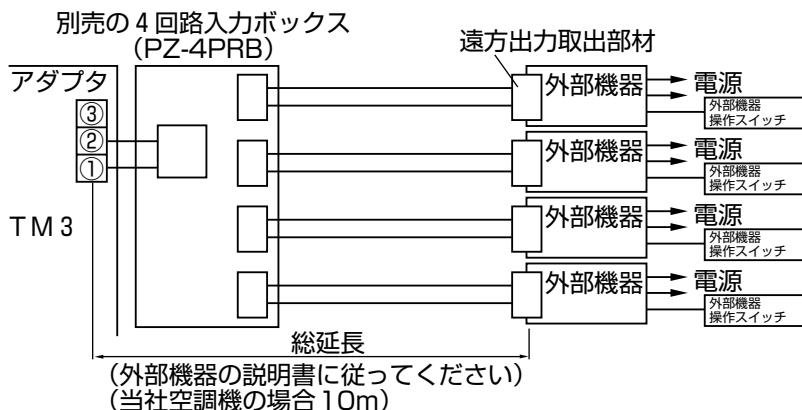 別売の4回路入力ボックス
(PZ-4PRB)
遠方出力取出部材
アダプタ
③
②
①
TM3
外部機器
電源
外部機器
操作スイッチ
外部機器
電源
外部機器
操作スイッチ
外部機器
電源
外部機器
操作スイッチ
外部機器
電源
外部機器
操作スイッチ
総延長
(外部機器の説明書に従ってください)
(当社空調機の場合10m)